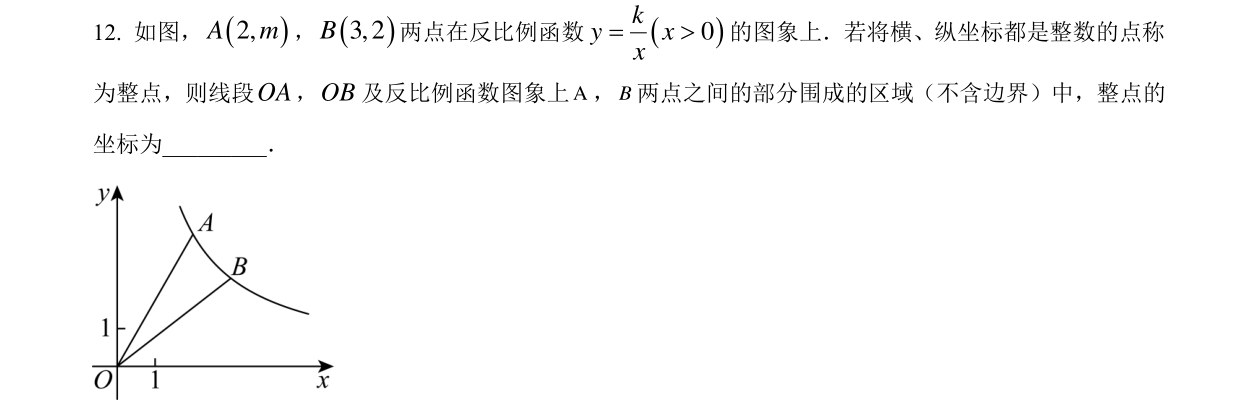 12. 如图，A(2,m)，B(3,2)两点在反比例函数 y=k/x(x>0)的图象上．若将横、纵坐标都是整数的点称
为整点，则线段OA，OB及反比例函数图象上A，B两点之间的部分围成的区域（不含边界）中，整点的
坐标为_________．
y
A
B
1
O
1
x